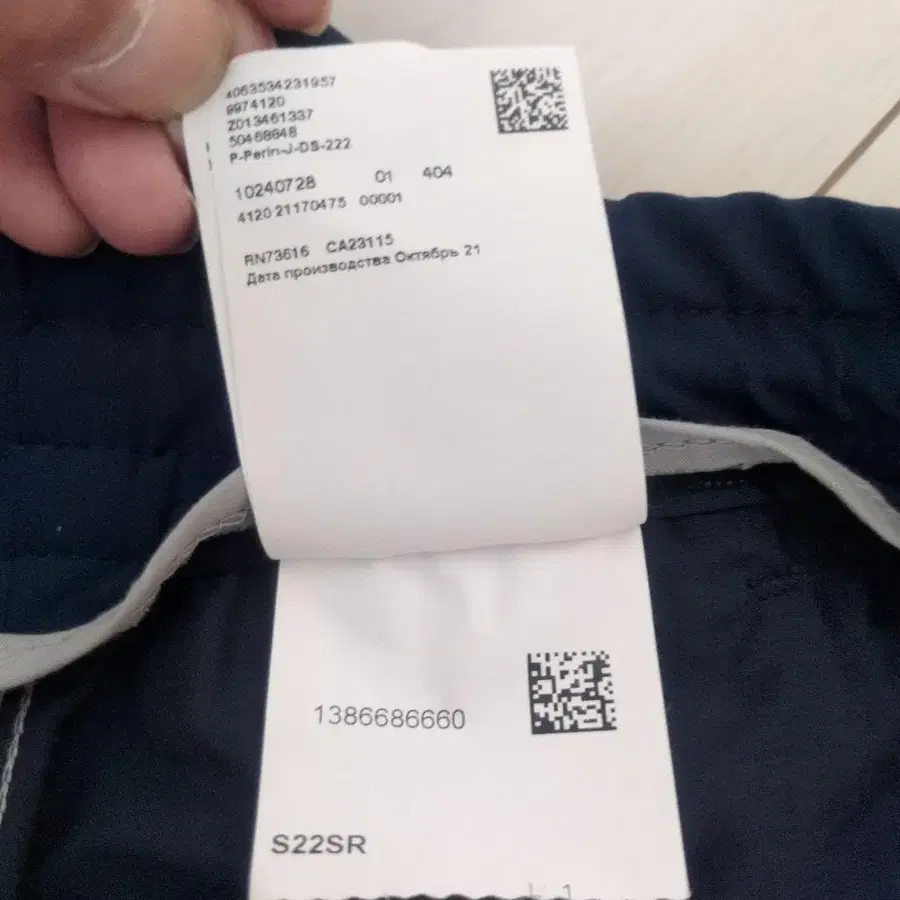 4063534231957
9974120
Z013461337
50468848
P-Perin-J-DS-222
10240728 01 404
4120 21170475 00001
RN73616 CA23115
Дата производства Октябрь 21
1386686660
S22SR